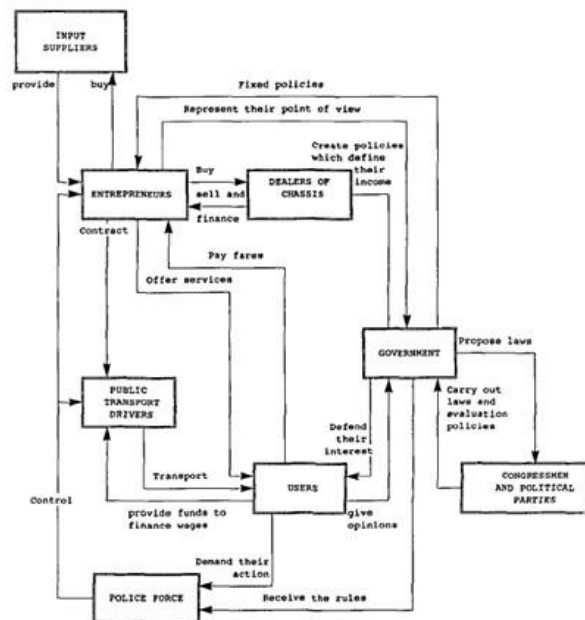 INPUT
SUPPLIERS
provide
buy
Fixed policies
Represent their point of view
Create policies
which define
their
income
Buy
ENTREPRENEURS
sell and
finance
DEALERS OF
CHASSIS
Contract
Pay fares
Offer services
Propose laws
GOVERNMENT
PUBLIC
TRANSPORT
DRIVERS
Carry out
laws and
evaluation
policies
Defend
their
interest
Transport
USERS
CONGRESSMEN
AND POLITICAL
PARTIES
Control
provide funds to
finance wages
give
opinions
Demand their
action
POLICE FORCE
Receive the rules